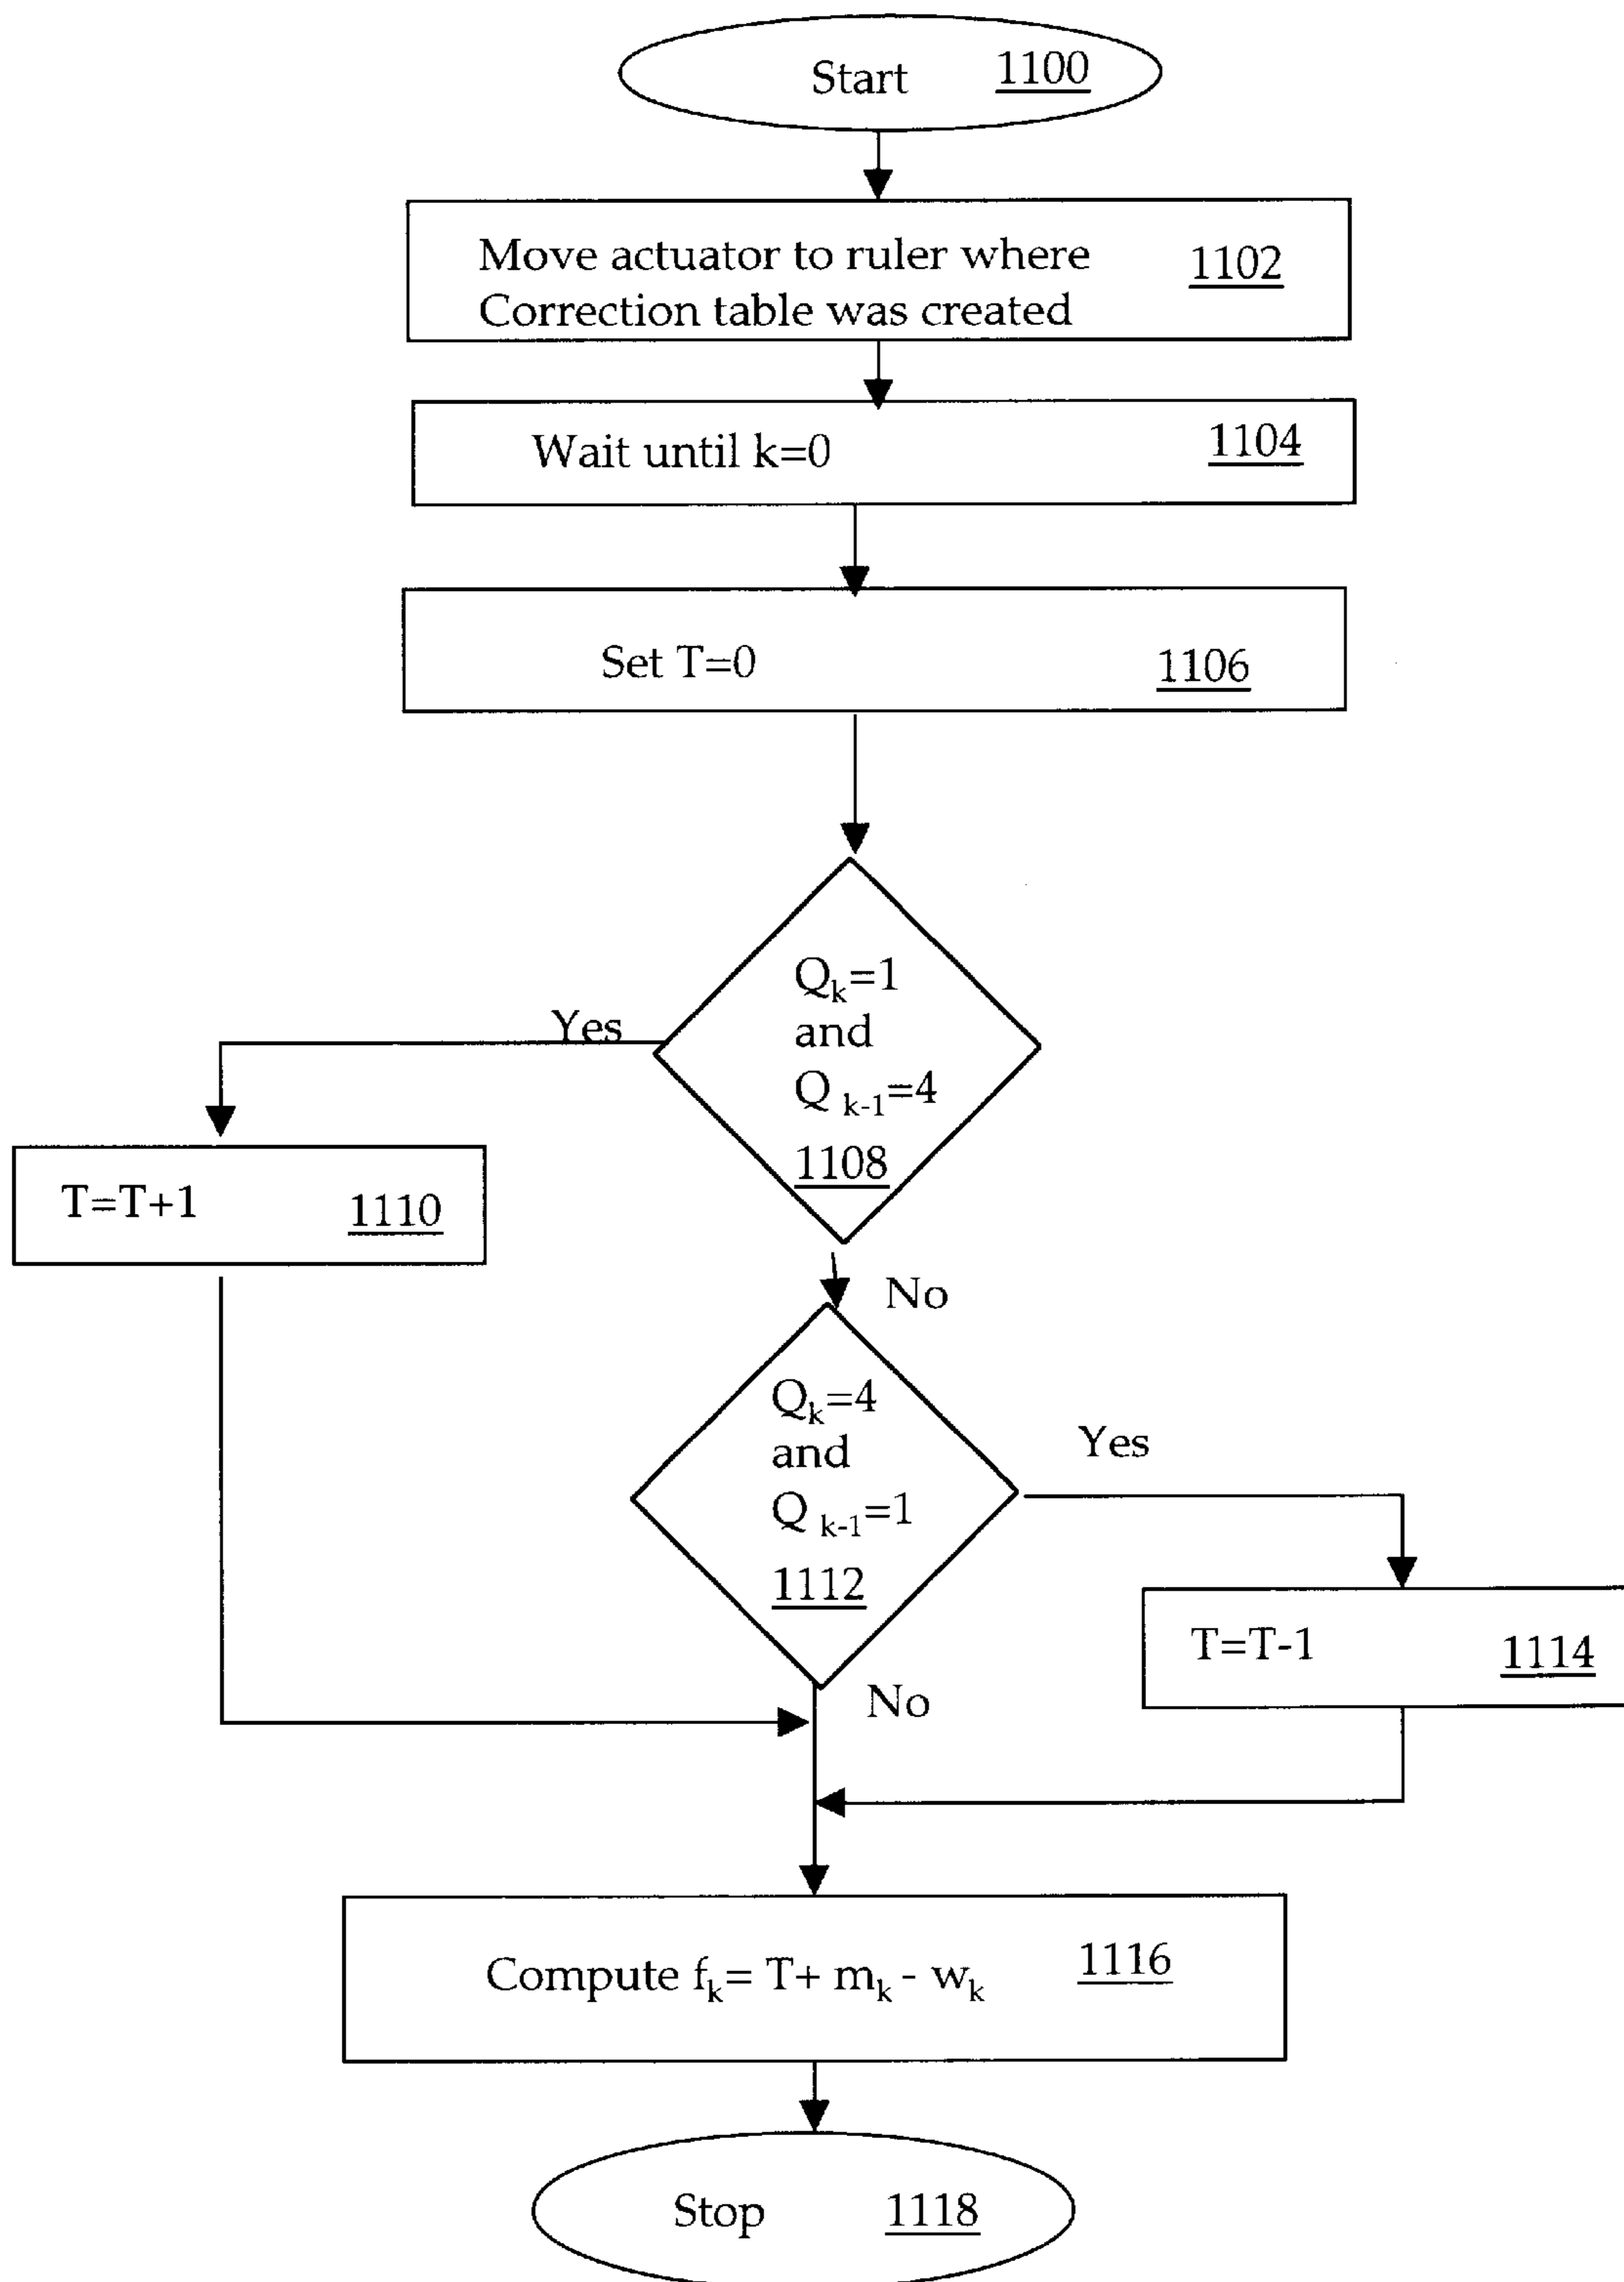 Start 1100
Move actuator to ruler where
Correction table was created 1102
Wait until k=0 1104
Set T=0 1106
Qk=1
and
Q k-1=4
1108
Yes
T=T+1 1110
No
Qk=4
and
Q k-1=1
1112
Yes
T=T-1 1114
No
Compute fk= T+ mk - wk 1116
Stop 1118